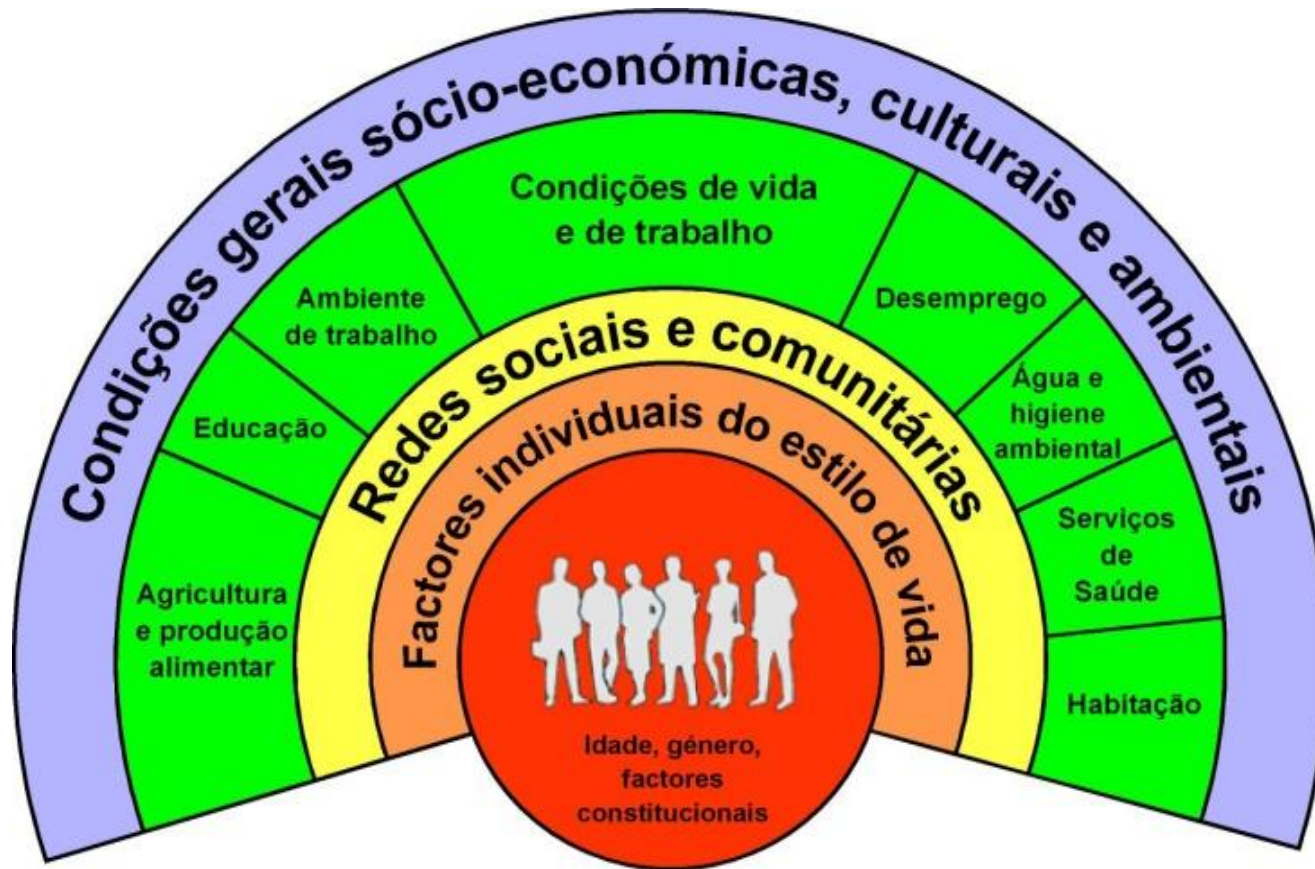 Condições gerais sócio-económicas, culturais e ambientais
Condições de vida
e de trabalho
Agricultura
e produção
alimentar
Educação
Ambiente
de trabalho
Desemprego
Água e
higiene
ambiental
Serviços
de
Saúde
Habitação
Redes sociais e comunitárias
Factores individuais do estilo de vida
Idade, género,
factores
constitucionais